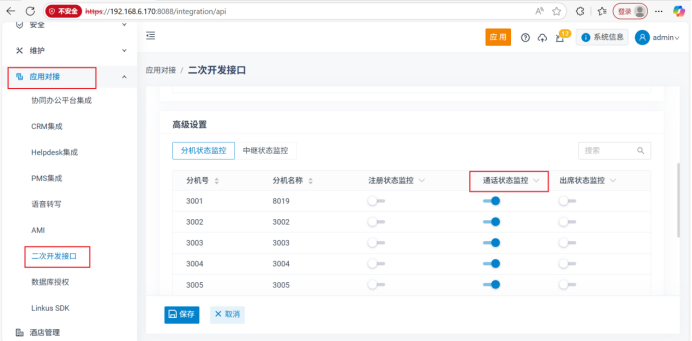 不安全 https://192.168.6.170:8088/integration/api 登录
安全
应用 12 系统信息 admin
维护
应用对接
应用对接 / 二次开发接口
协同办公平台集成
CRM集成
高级设置
Helpdesk集成
分机状态监控 中继状态监控 搜索
PMS集成
分机号 分机名称 注册状态监控 通话状态监控 出席状态监控
语音转写
3001 8019
AMI
3002 3002
3003 3003
二次开发接口
3004 3004
数据库授权
3005 3005
Linkus SDK
保存 取消
酒店管理